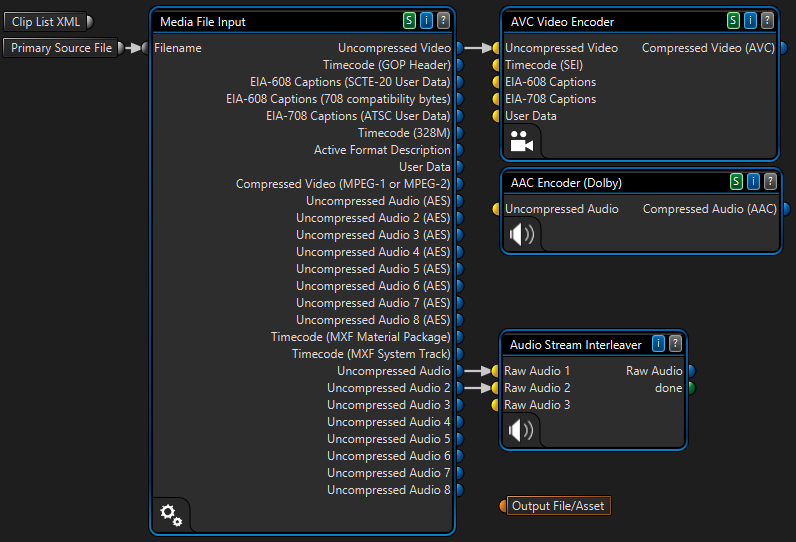 Clip List XML
Primary Source File
Media File Input S i ?
Filename
Uncompressed Video
Timecode (GOP Header)
EIA-608 Captions (SCTE-20 User Data)
EIA-608 Captions (708 compatibility bytes)
EIA-708 Captions (ATSC User Data)
Timecode (328M)
Active Format Description
User Data
Compressed Video (MPEG-1 or MPEG-2)
Uncompressed Audio (AES)
Uncompressed Audio 2 (AES)
Uncompressed Audio 3 (AES)
Uncompressed Audio 4 (AES)
Uncompressed Audio 5 (AES)
Uncompressed Audio 6 (AES)
Uncompressed Audio 7 (AES)
Uncompressed Audio 8 (AES)
Timecode (MXF Material Package)
Timecode (MXF System Track)
Uncompressed Audio
Uncompressed Audio 2
Uncompressed Audio 3
Uncompressed Audio 4
Uncompressed Audio 5
Uncompressed Audio 6
Uncompressed Audio 7
Uncompressed Audio 8
AVC Video Encoder S i ?
Uncompressed Video Compressed Video (AVC)
Timecode (SEI)
EIA-608 Captions
EIA-708 Captions
User Data
AAC Encoder (Dolby) S i ?
Uncompressed Audio Compressed Audio (AAC)
Audio Stream Interleaver i ?
Raw Audio 1 Raw Audio
Raw Audio 2 done
Raw Audio 3
Output File/Asset